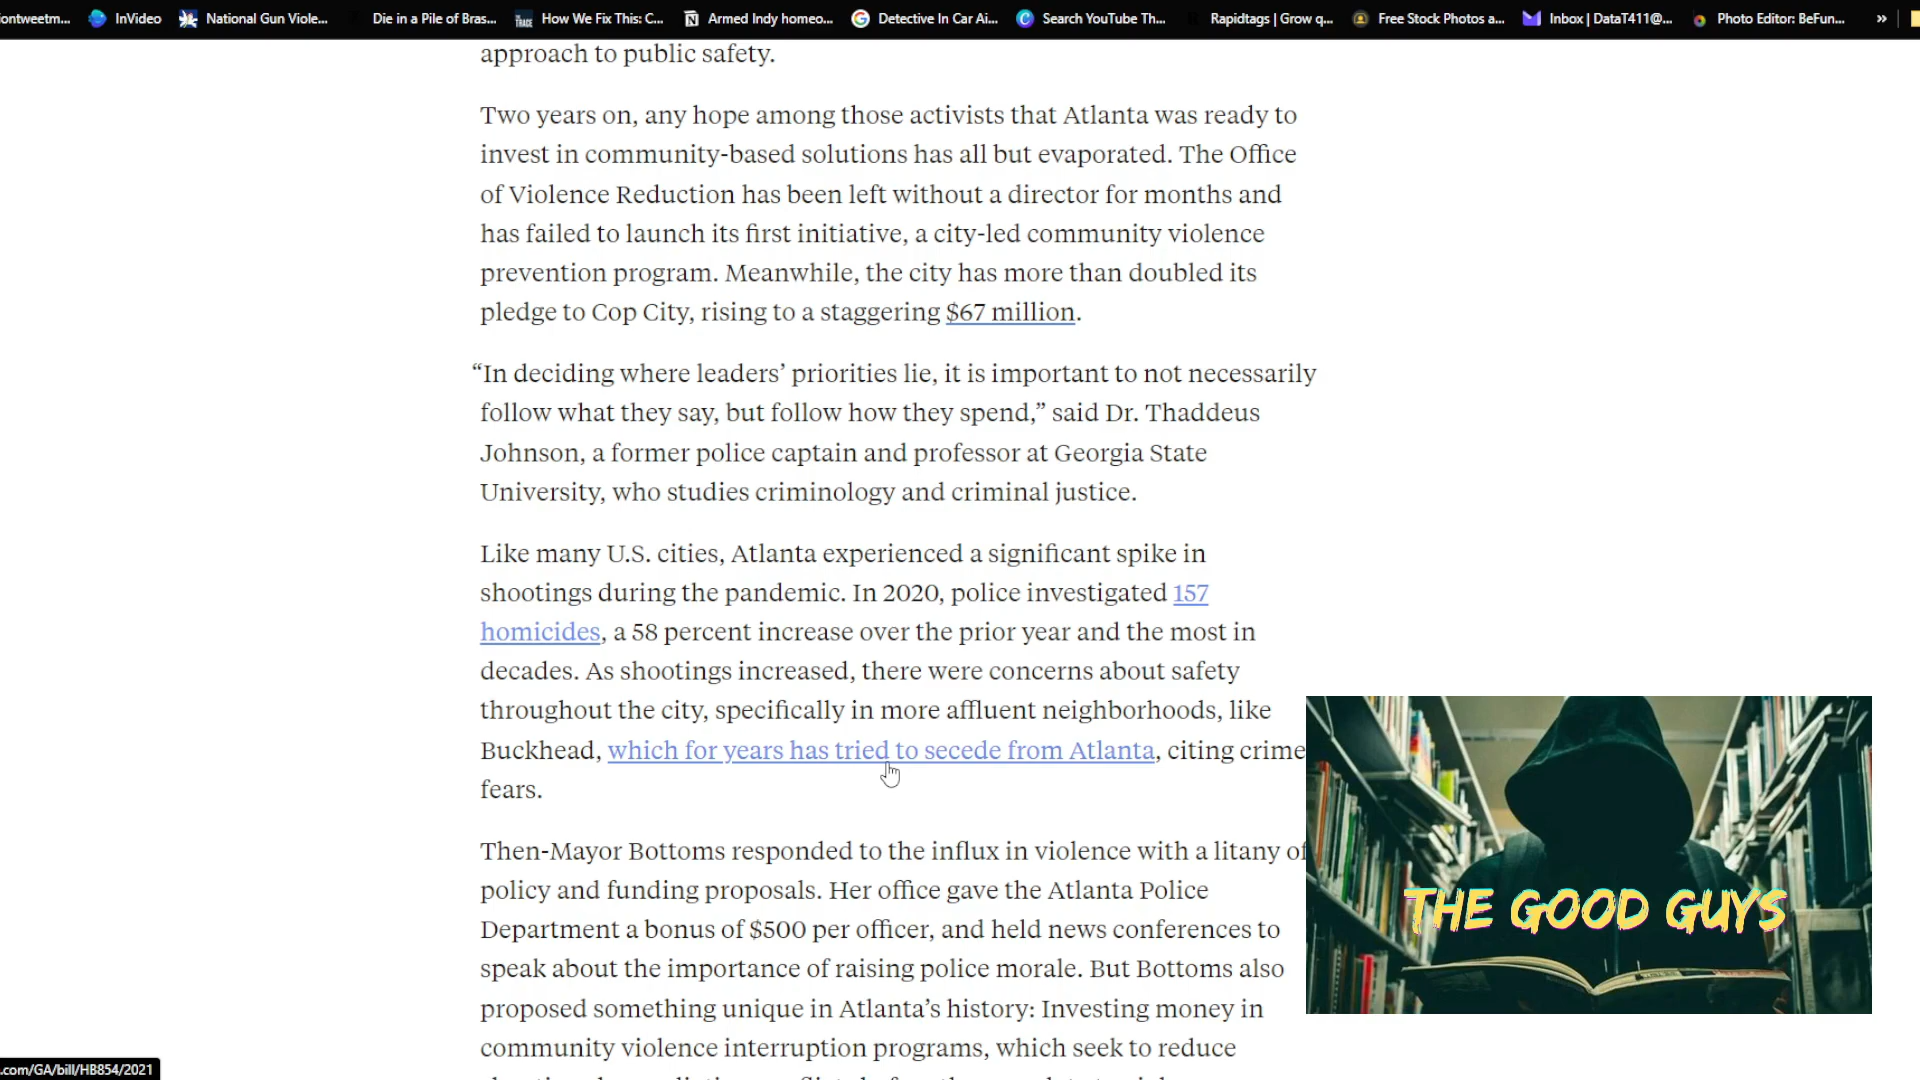 iontweetm...
InVideo
National Gun Viole...
Die in a Pile of Bras...
THE TRACE
How We Fix This: C...
Armed Indy homeo...
Detective In Car Ai...
Search YouTube Th...
Rapidtags | Grow q...
Free Stock Photos a...
Inbox | DataT411@...
Photo Editor: BeFun...
»
approach to public safety.
Two years on, any hope among those activists that Atlanta was ready to
invest in community-based solutions has all but evaporated. The Office
of Violence Reduction has been left without a director for months and
has failed to launch its first initiative, a city-led community violence
prevention program. Meanwhile, the city has more than doubled its
pledge to Cop City, rising to a staggering $67 million.
“In deciding where leaders’ priorities lie, it is important to not necessarily
follow what they say, but follow how they spend,” said Dr. Thaddeus
Johnson, a former police captain and professor at Georgia State
University, who studies criminology and criminal justice.
Like many U.S. cities, Atlanta experienced a significant spike in
shootings during the pandemic. In 2020, police investigated 157
homicides, a 58 percent increase over the prior year and the most in
decades. As shootings increased, there were concerns about safety
throughout the city, specifically in more affluent neighborhoods, like
Buckhead, which for years has tried to secede from Atlanta, citing crime
fears.
Then-Mayor Bottoms responded to the influx in violence with a litany of
policy and funding proposals. Her office gave the Atlanta Police
Department a bonus of $500 per officer, and held news conferences to
speak about the importance of raising police morale. But Bottoms also
proposed something unique in Atlanta’s history: Investing money in
community violence interruption programs, which seek to reduce
THE GOOD GUYS
.com/GA/bill/HB854/2021